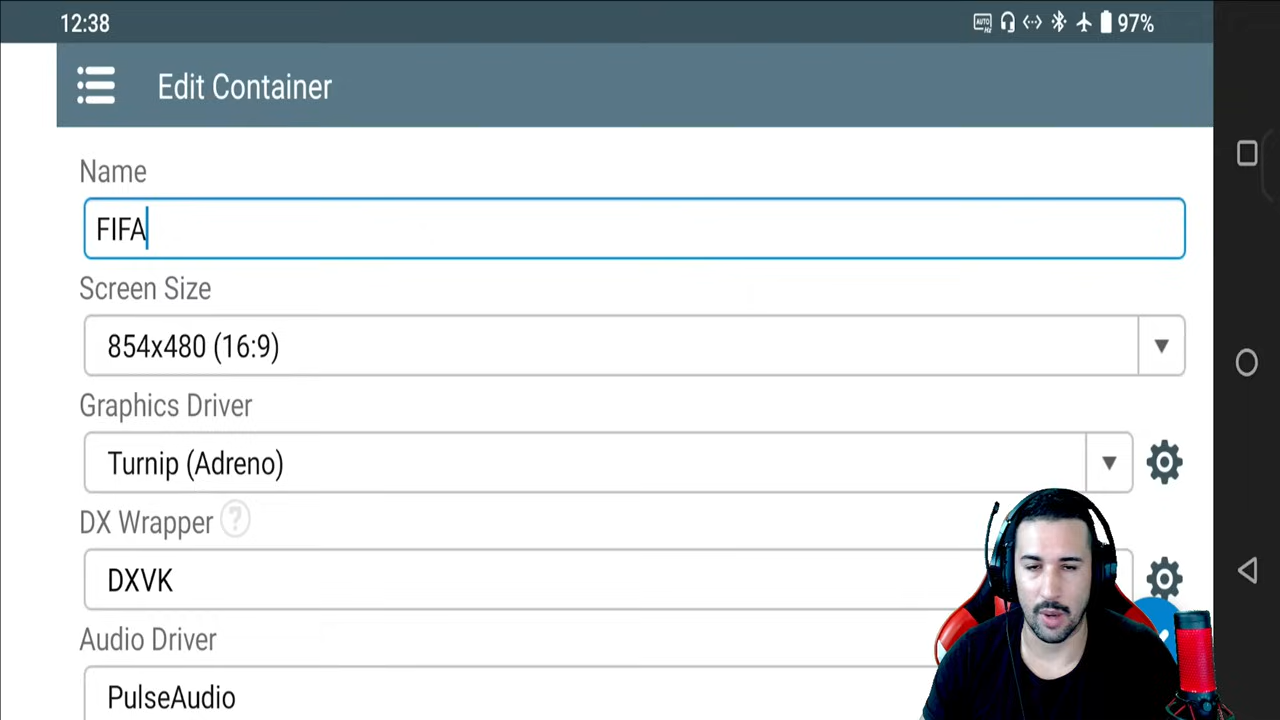 12:38
97%
Edit Container
Name
FIFA
Screen Size
854x480 (16:9)
Graphics Driver
Turnip (Adreno)
DX Wrapper ?
DXVK
Audio Driver
PulseAudio